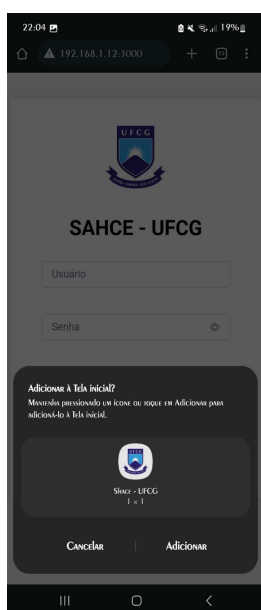 22:04
19%
192.168.1.12:3000
UFCG
SAHCE - UFCG
Usuário
Senha
Adicionar à Tela inicial?
Mantenha pressionado um ícone ou toque em Adicionar para
adicioná-lo à Tela inicial.
UFCG
Shace - UFCG
1 × 1
Cancelar
Adicionar